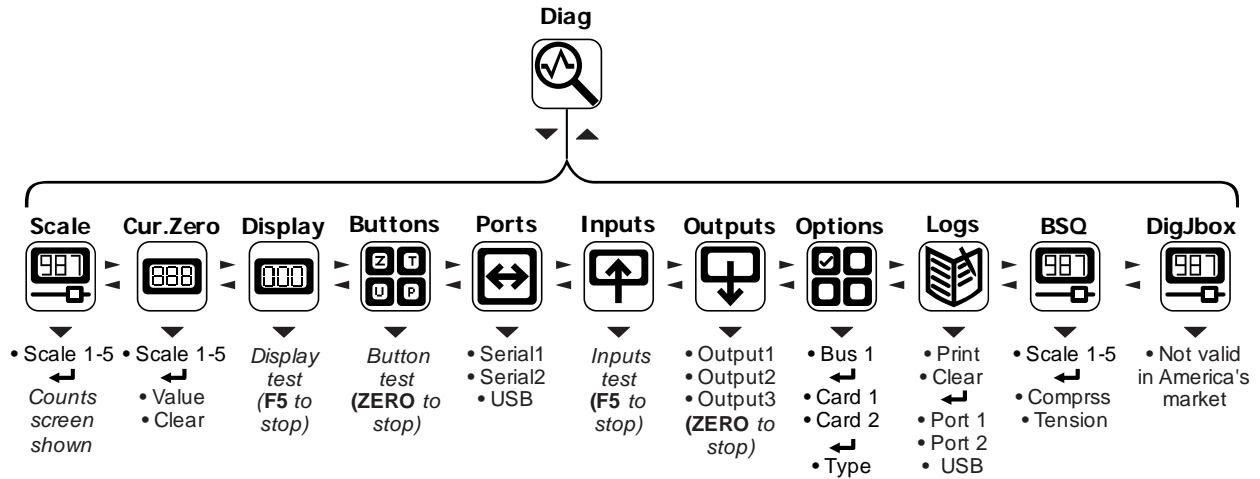 Diag
Scale Cur.Zero Display Buttons Ports Inputs Outputs Options Logs BSQ DigJbox
987
888
000
Z T
U P
987
987
• Scale 1-5
Counts
screen
shown
• Scale 1-5
• Value
• Clear
Display
test
(F5 to
stop)
Button
test
(ZERO to
stop)
• Serial1
• Serial2
• USB
Inputs
test
(F5 to
stop)
• Output1
• Output2
• Output3
(ZERO to
stop)
• Bus 1
• Card 1
• Card 2
• Type
• Print
• Clear
• Port 1
• Port 2
• USB
• Scale 1-5
• Comprss
• Tension
• Not valid
in America's
market